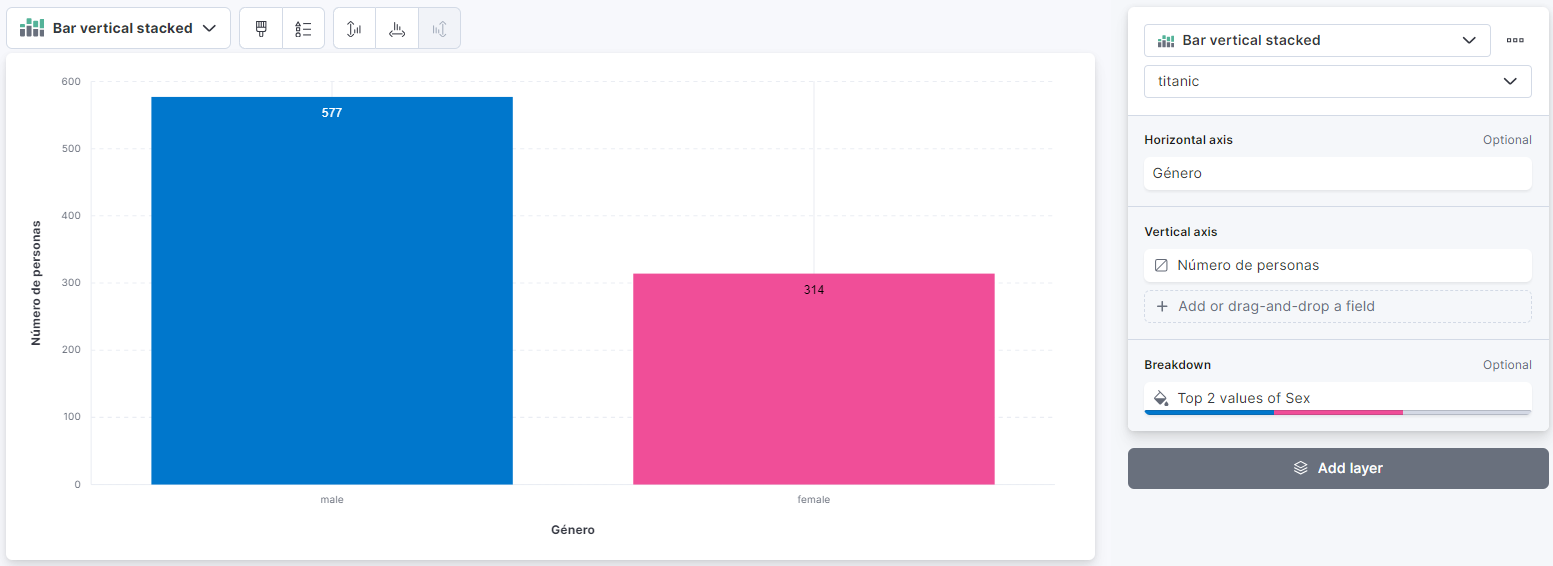 Bar vertical stacked
600
500
400
300
200
100
0
Número de personas
577
314
male
female
Género
Bar vertical stacked
titanic
Horizontal axis Optional
Género
Vertical axis
Número de personas
+ Add or drag-and-drop a field
Breakdown Optional
Top 2 values of Sex
Add layer